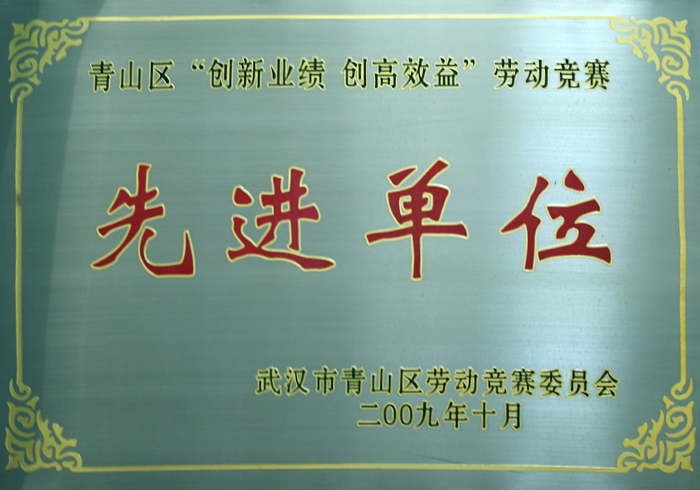 青山区“创新业绩 创高效益”劳动竞赛
先进单位
武汉市青山区劳动竞赛委员会
二00九年十月